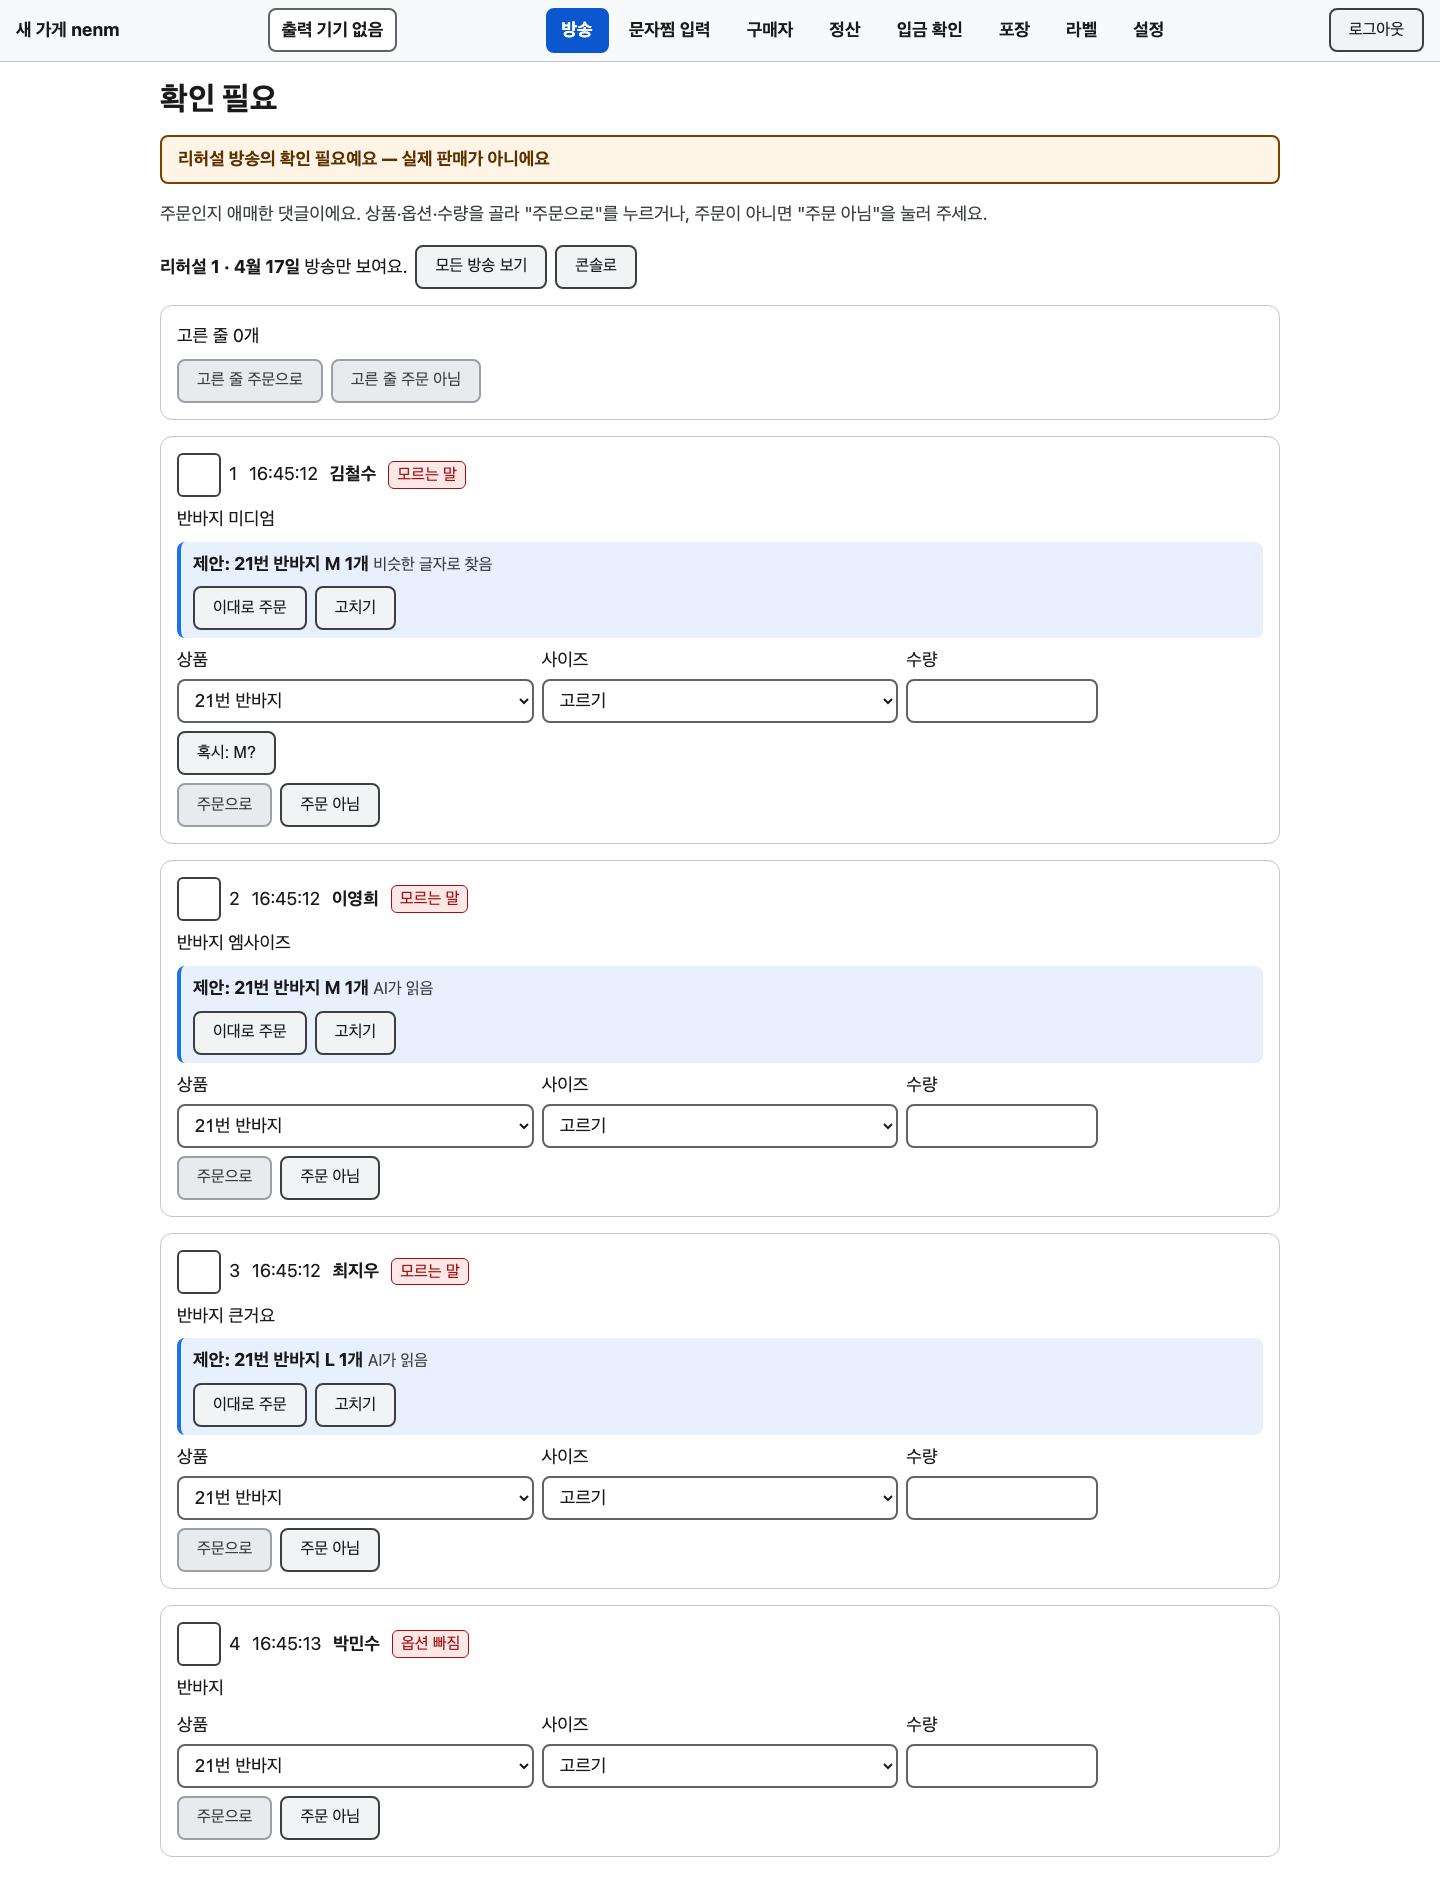 새 가게 nenm 출력 기기 없음 방송 문자찜 입력 구매자 정산 입금 확인 포장 라벨 설정 로그아웃
확인 필요
리허설 방송의 확인 필요예요 — 실제 판매가 아니에요
주문인지 애매한 댓글이에요. 상품·옵션·수량을 골라 "주문으로"를 누르거나, 주문이 아니면 "주문 아님"을 눌러 주세요.
리허설 1 · 4월 17일 방송만 보여요. 모든 방송 보기 콘솔로
고른 줄 0개
고른 줄 주문으로 고른 줄 주문 아님
1 16:45:12 김철수 모르는 말
반바지 미디엄
제안: 21번 반바지 M 1개 비슷한 글자로 찾음
이대로 주문 고치기
상품 사이즈 수량
21번 반바지 고르기
혹시: M?
주문으로 주문 아님
2 16:45:12 이영희 모르는 말
반바지 엠사이즈
제안: 21번 반바지 M 1개 AI가 읽음
이대로 주문 고치기
상품 사이즈 수량
21번 반바지 고르기
주문으로 주문 아님
3 16:45:12 최지우 모르는 말
반바지 큰거요
제안: 21번 반바지 L 1개 AI가 읽음
이대로 주문 고치기
상품 사이즈 수량
21번 반바지 고르기
주문으로 주문 아님
4 16:45:13 박민수 옵션 빠짐
반바지
상품 사이즈 수량
21번 반바지 고르기
주문으로 주문 아님